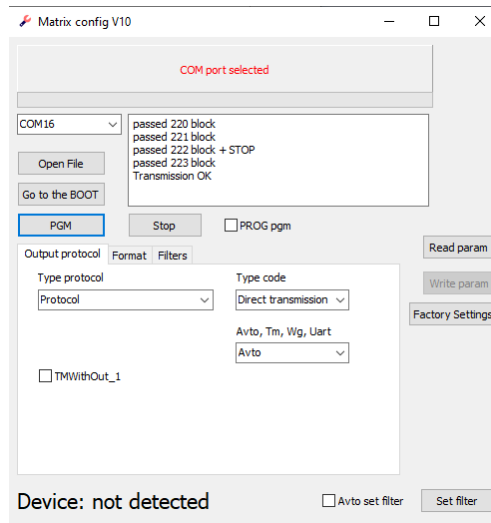 Matrix config V10
COM port selected
COM16
passed 220 block
passed 221 block
passed 222 block + STOP
passed 223 block
Transmission OK
Open File
Go to the BOOT
PGM
Stop
PROG pgm
Output protocol
Format
Filters
Read param
Type protocol
Type code
Protocol
Direct transmission
Write param
Factory Settings
Avto, Tm, Wg, Uart
Avto
TMWithOut_1
Device: not detected
Avto set filter
Set filter